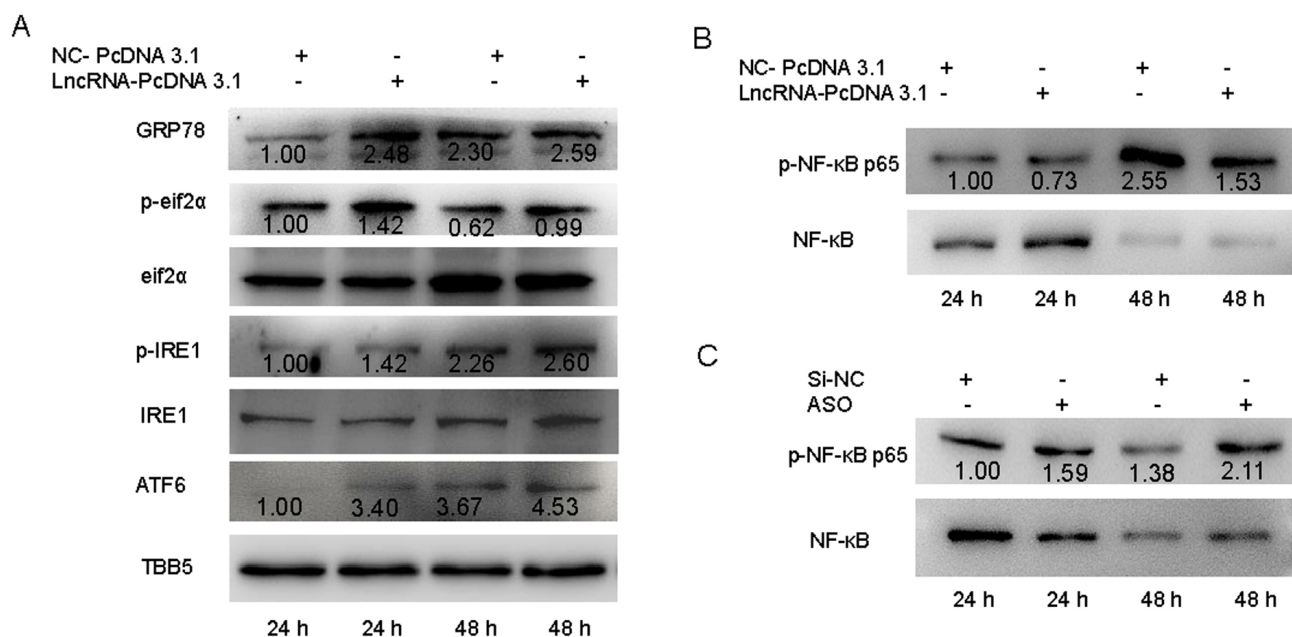 A
NC- PcDNA 3.1 + - + -
LncRNA-PcDNA 3.1 - + - +
GRP78
1.00 2.48 2.30 2.59
p-eif2α
1.00 1.42 0.62 0.99
eif2α
p-IRE1
1.00 1.42 2.26 2.60
IRE1
ATF6
1.00 3.40 3.67 4.53
TBB5
24 h 24 h 48 h 48 h
B
NC- PcDNA 3.1 + - + -
LncRNA-PcDNA 3.1 - + - +
p-NF-κB p65
1.00 0.73 2.55 1.53
NF-κB
24 h 24 h 48 h 48 h
C
Si-NC + - + -
ASO - + - +
p-NF-κB p65
1.00 1.59 1.38 2.11
NF-κB
24 h 24 h 48 h 48 h